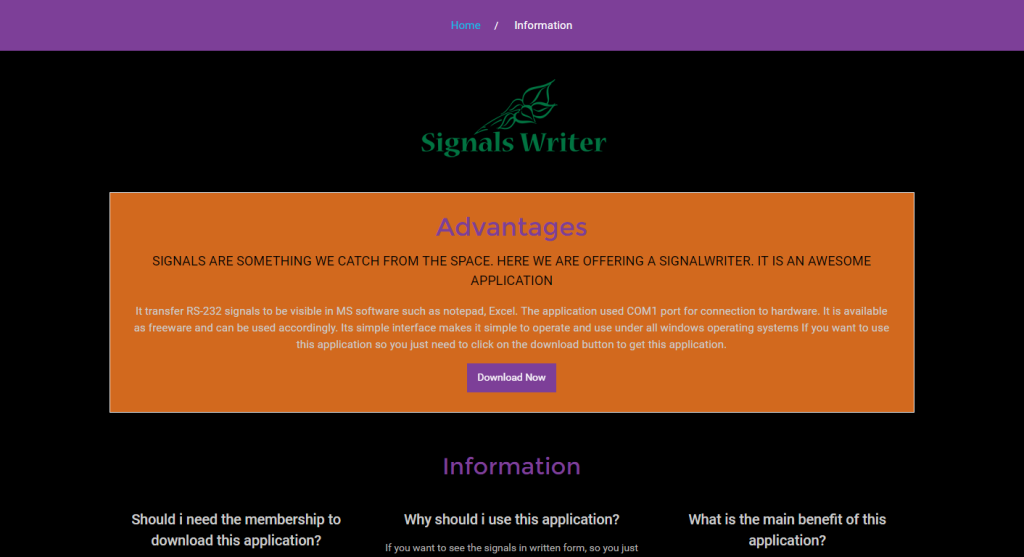 Home / Information
Signals Writer
Advantages
SIGNALS ARE SOMETHING WE CATCH FROM THE SPACE. HERE WE ARE OFFERING A SIGNALWRITER. IT IS AN AWESOME
APPLICATION
It transfer RS-232 signals to be visible in MS software such as notepad, Excel. The application used COM1 port for connection to hardware. It is available
as freeware and can be used accordingly. Its simple interface makes it simple to operate and use under all windows operating systems If you want to use
this application so you just need to click on the download button to get this application.
Download Now
Information
Should i need the membership to
download this application?
Why should i use this application?
If you want to see the signals in written form, so you just
What is the main benefit of this
application?